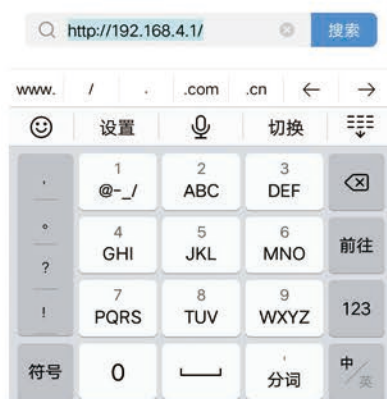 http://192.168.4.1/ 搜索
www. / . .com .cn ← →
设置 切换
, 1 2 3
@-_/ ABC DEF
。 4 5 6 前往
GHI JKL MNO
?
! 7 8 9 123
PQRS TUV WXYZ
符号 0 ' 分词 中/英